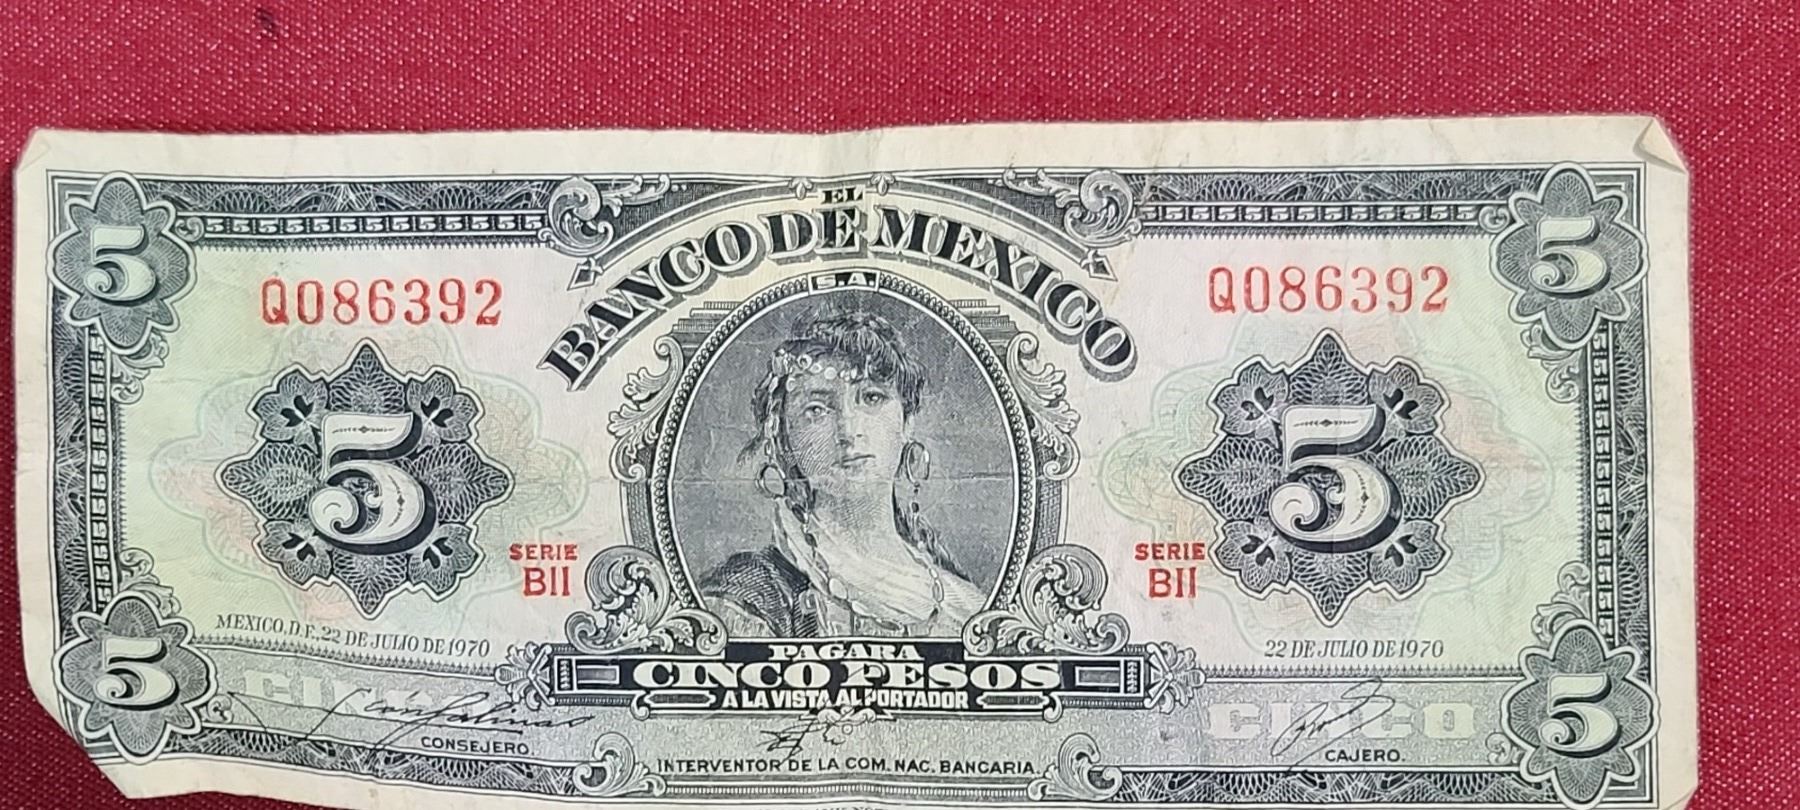 EL
BANCO DE MEXICO
S.A.
5
5
Q086392
Q086392
5
5
SERIE
BII
SERIE
BII
MEXICO, D.F., 22 DE JULIO DE 1970
22 DE JULIO DE 1970
PAGARA
CINCO PESOS
A LA VISTA AL PORTADOR
5
5
CINCO
CINCO
CONSEJERO.
INTERVENTOR DE LA COM. NAC. BANCARIA
CAJERO.